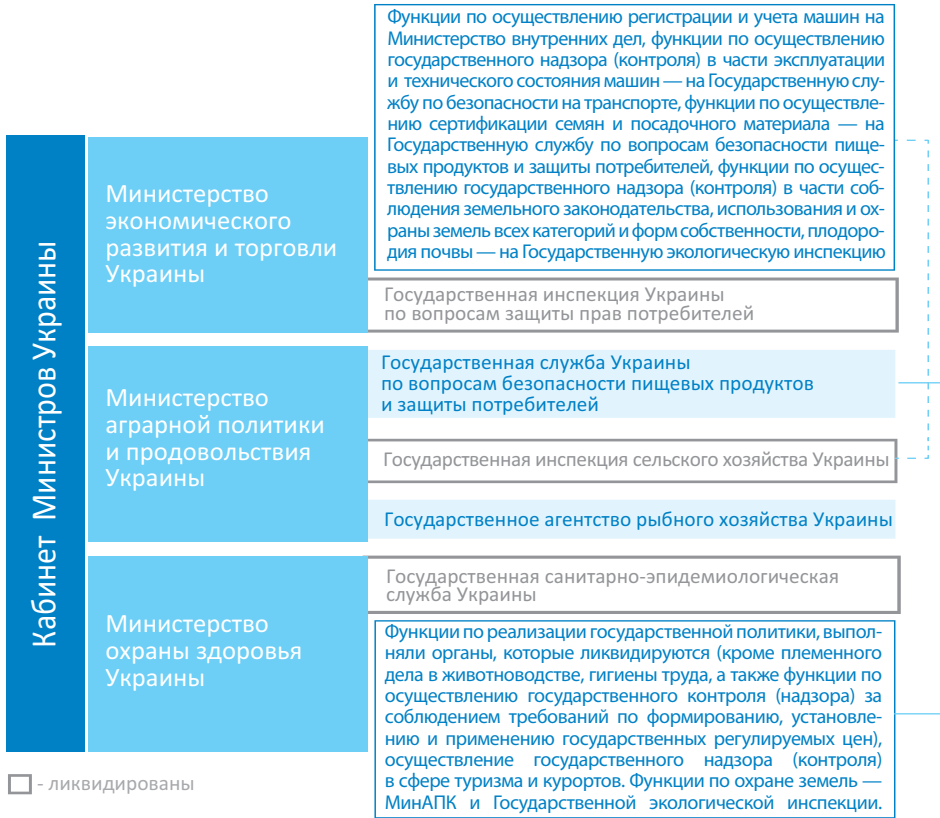 Функции по осуществлению регистрации и учета машин на
Министерство внутренних дел, функции по осуществлению
государственного надзора (контроля) в части эксплуатации
и технического состояния машин — на Государственную слу-
жбу по безопасности на транспорте, функции по осуществле-
нию сертификации семян и посадочного материала — на
Государственную службу по вопросам безопасности пище-
вых продуктов и защиты потребителей, функции по осущес-
твлению государственного надзора (контроля) в части соб-
людения земельного законодательства, использования и ох-
раны земель всех категорий и форм собственности, плодоро-
дия почвы — на Государственную экологическую инспекцию
Кабинет Министров Украины
Министерство
экономического
развития и торговли
Украины
Государственная инспекция Украины
по вопросам защиты прав потребителей
Министерство
аграрной политики
и продовольствия
Украины
Государственная служба Украины
по вопросам безопасности пищевых продуктов
и защиты потребителей
Государственная инспекция сельского хозяйства Украины
Государственное агентство рыбного хозяйства Украины
Министерство
охраны здоровья
Украины
Государственная санитарно-эпидемиологическая
служба Украины
Функции по реализации государственной политики, выпол-
няли органы, которые ликвидируются (кроме племенного
дела в животноводстве, гигиены труда, а также функции по
осуществлению государственного контроля (надзора) за
соблюдением требований по формированию, установле-
нию и применению государственных регулируемых цен),
осуществление государственного надзора (контроля)
в сфере туризма и курортов. Функции по охране земель —
МинАПК и Государственной экологической инспекции.
- ликвидированы